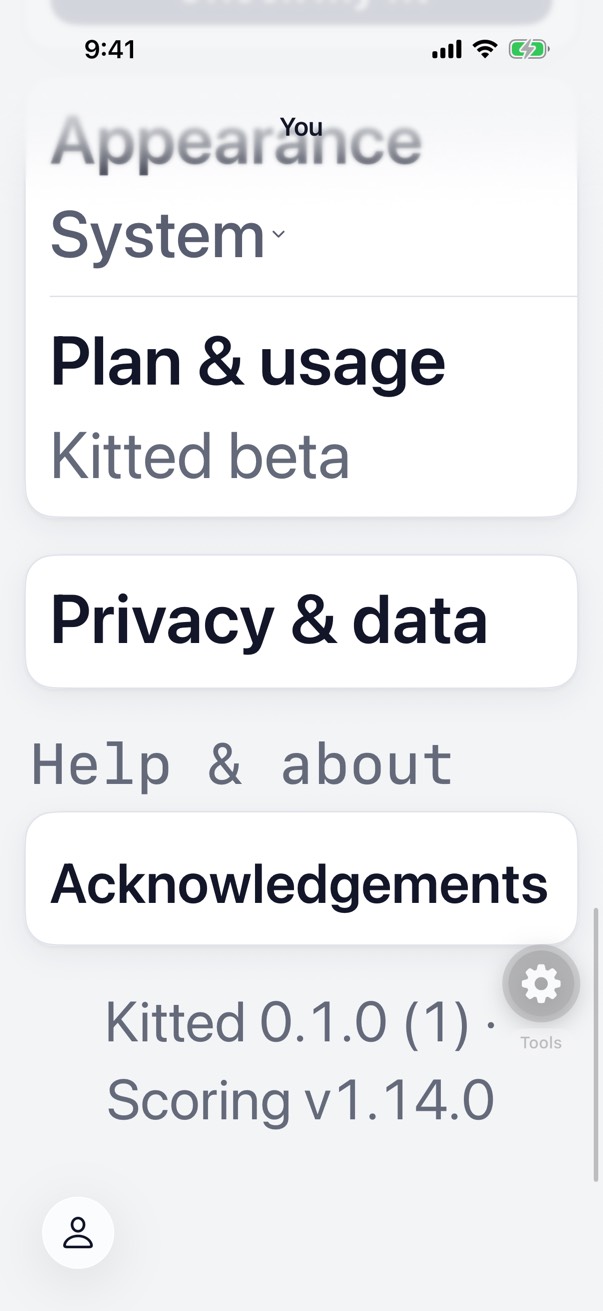 9:41
You
Appearance
System
Plan & usage
Kitted beta
Privacy & data
Help & about
Acknowledgements
Kitted 0.1.0 (1) ·
Scoring v1.14.0
Tools